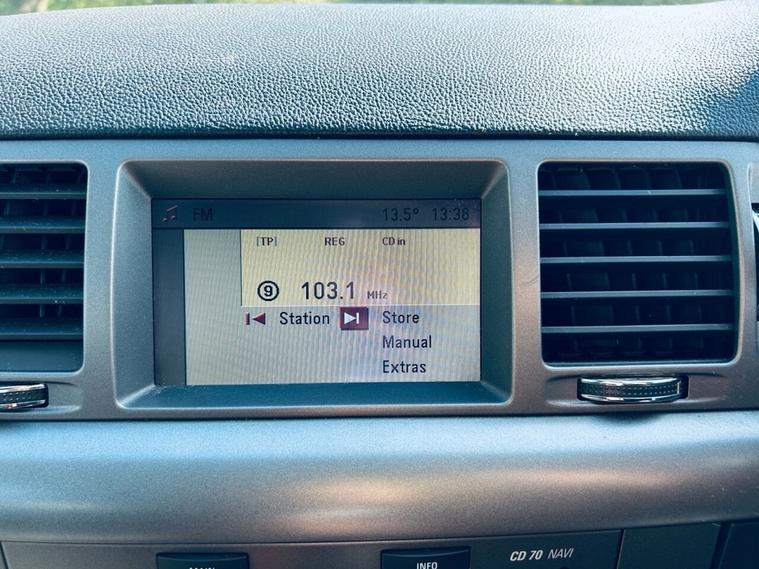 FM 13.5° 13:38
[TP] REG CD in
9 103.1 MHz
Station Store
Manual
Extras
MAIN INFO CD 70 NAVI